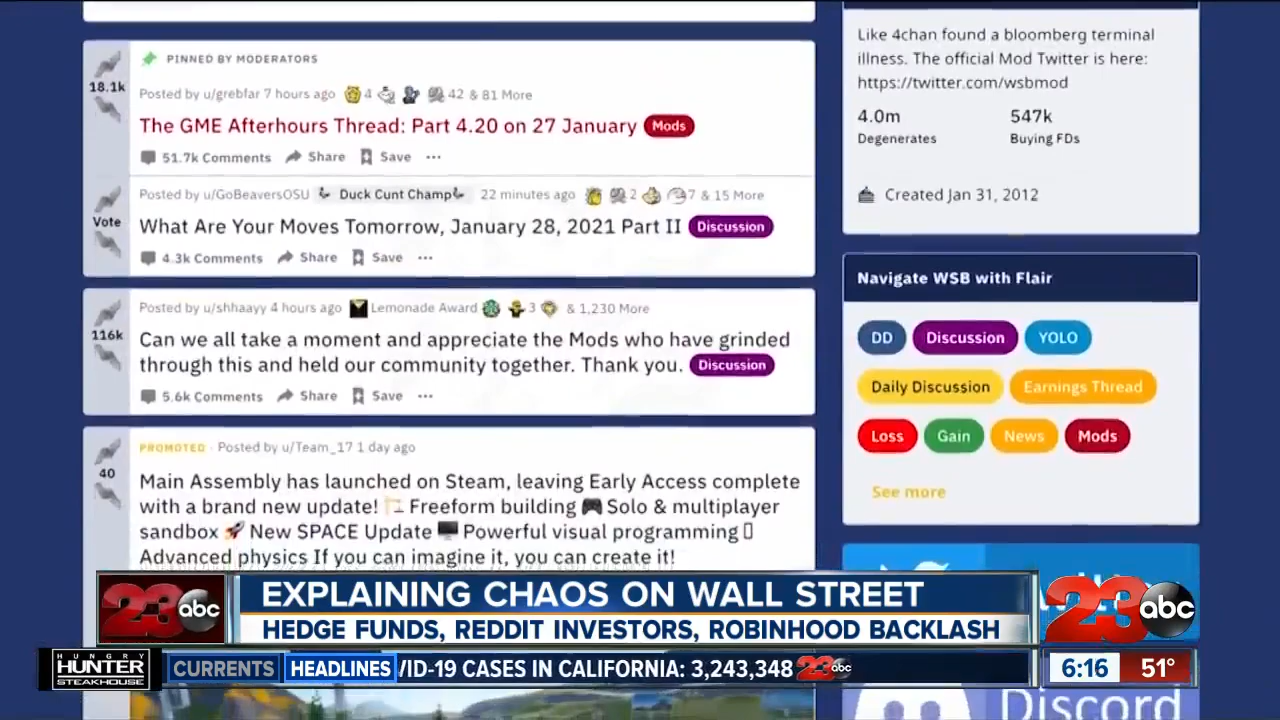 PINNED BY MODERATORS
18.1k
Posted by u/grebfar 7 hours ago 4 42 & 81 More
The GME Afterhours Thread: Part 4.20 on 27 January Mods
51.7k Comments Share Save ...
Posted by u/GoBeaversOSU Duck Cunt Champ 22 minutes ago 2 7 & 15 More
Vote
What Are Your Moves Tomorrow, January 28, 2021 Part II Discussion
4.3k Comments Share Save ...
Posted by u/shhaayy 4 hours ago Lemonade Award 3 & 1,230 More
116k
Can we all take a moment and appreciate the Mods who have grinded
through this and held our community together. Thank you. Discussion
5.6k Comments Share Save ...
PROMOTED · Posted by u/Team_17 1 day ago
40
Main Assembly has launched on Steam, leaving Early Access complete
with a brand new update! Freeform building Solo & multiplayer
sandbox New SPACE Update Powerful visual programming
Advanced physics If you can imagine it, you can create it!
Like 4chan found a bloomberg terminal
illness. The official Mod Twitter is here:
https://twitter.com/wsbmod
4.0m 547k
Degenerates Buying FDs
Created Jan 31, 2012
Navigate WSB with Flair
DD Discussion YOLO
Daily Discussion Earnings Thread
Loss Gain News Mods
See more
23 abc
EXPLAINING CHAOS ON WALL STREET
HEDGE FUNDS, REDDIT INVESTORS, ROBINHOOD BACKLASH
23 abc
HUNGRY
HUNTER
STEAKHOUSE
CURRENTS HEADLINES /ID-19 CASES IN CALIFORNIA: 3,243,348 23 abc
6:16 51°
Discord